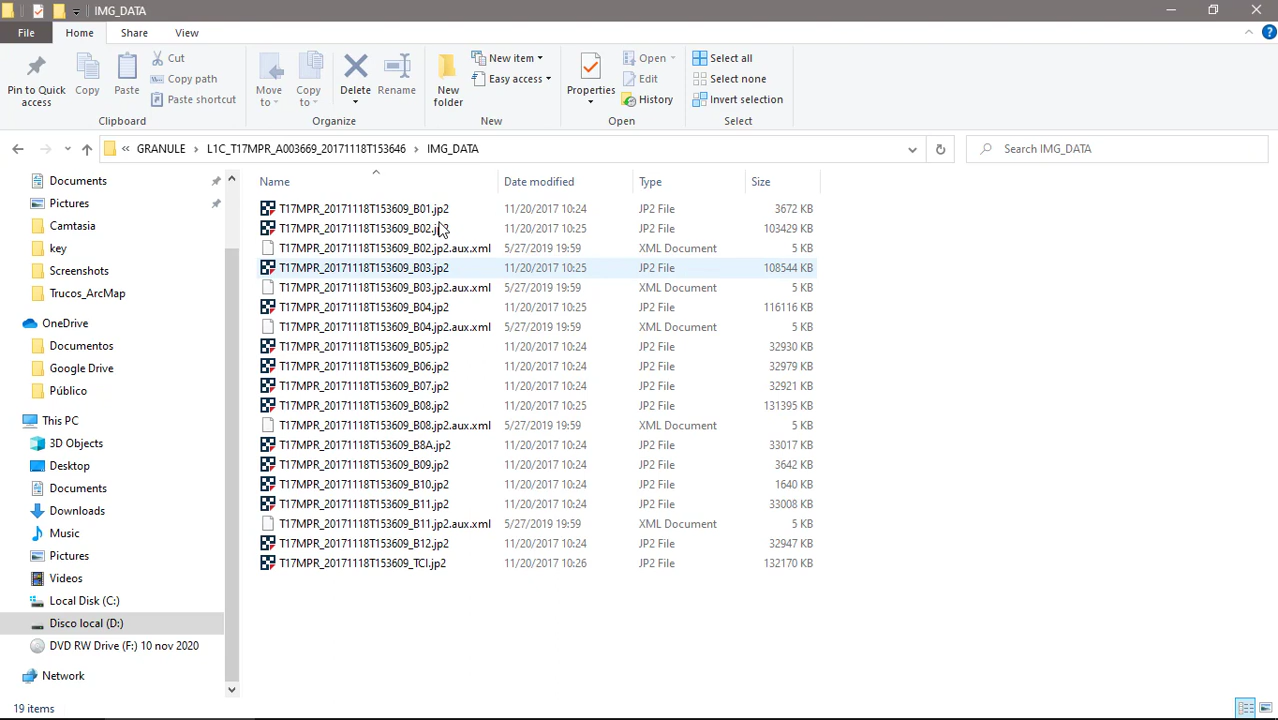 IMG_DATA
File Home Share View
Pin to Quick access
Copy
Paste
Cut
Copy path
Paste shortcut
Clipboard
Move to
Copy to
Delete
Rename
Organize
New folder
New item
Easy access
New
Properties
Open
Edit
History
Open
Select all
Select none
Invert selection
Select
« GRANULE › L1C_T17MPR_A003669_20171118T153646 › IMG_DATA
Search IMG_DATA
Documents
Pictures
Camtasia
key
Screenshots
Trucos_ArcMap
OneDrive
Documentos
Google Drive
Público
This PC
3D Objects
Desktop
Documents
Downloads
Music
Pictures
Videos
Local Disk (C:)
Disco local (D:)
DVD RW Drive (F:) 10 nov 2020
Network
Name Date modified Type Size
T17MPR_20171118T153609_B01.jp2 11/20/2017 10:24 JP2 File 3672 KB
T17MPR_20171118T153609_B02.jp2 11/20/2017 10:25 JP2 File 103429 KB
T17MPR_20171118T153609_B02.jp2.aux.xml 5/27/2019 19:59 XML Document 5 KB
T17MPR_20171118T153609_B03.jp2 11/20/2017 10:25 JP2 File 108544 KB
T17MPR_20171118T153609_B03.jp2.aux.xml 5/27/2019 19:59 XML Document 5 KB
T17MPR_20171118T153609_B04.jp2 11/20/2017 10:25 JP2 File 116116 KB
T17MPR_20171118T153609_B04.jp2.aux.xml 5/27/2019 19:59 XML Document 5 KB
T17MPR_20171118T153609_B05.jp2 11/20/2017 10:24 JP2 File 32930 KB
T17MPR_20171118T153609_B06.jp2 11/20/2017 10:24 JP2 File 32979 KB
T17MPR_20171118T153609_B07.jp2 11/20/2017 10:24 JP2 File 32921 KB
T17MPR_20171118T153609_B08.jp2 11/20/2017 10:25 JP2 File 131395 KB
T17MPR_20171118T153609_B08.jp2.aux.xml 5/27/2019 19:59 XML Document 5 KB
T17MPR_20171118T153609_B8A.jp2 11/20/2017 10:24 JP2 File 33017 KB
T17MPR_20171118T153609_B09.jp2 11/20/2017 10:24 JP2 File 3642 KB
T17MPR_20171118T153609_B10.jp2 11/20/2017 10:24 JP2 File 1640 KB
T17MPR_20171118T153609_B11.jp2 11/20/2017 10:24 JP2 File 33008 KB
T17MPR_20171118T153609_B11.jp2.aux.xml 5/27/2019 19:59 XML Document 5 KB
T17MPR_20171118T153609_B12.jp2 11/20/2017 10:24 JP2 File 32947 KB
T17MPR_20171118T153609_TCI.jp2 11/20/2017 10:26 JP2 File 132170 KB
19 items